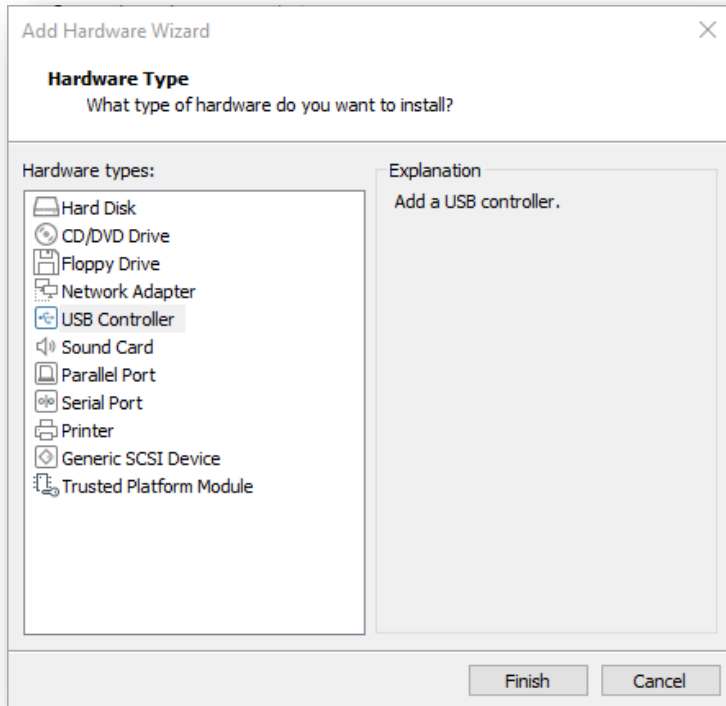 Add Hardware Wizard
Hardware Type
What type of hardware do you want to install?
Hardware types:
Hard Disk
CD/DVD Drive
Floppy Drive
Network Adapter
USB Controller
Sound Card
Parallel Port
Serial Port
Printer
Generic SCSI Device
Trusted Platform Module
Explanation
Add a USB controller.
Finish
Cancel